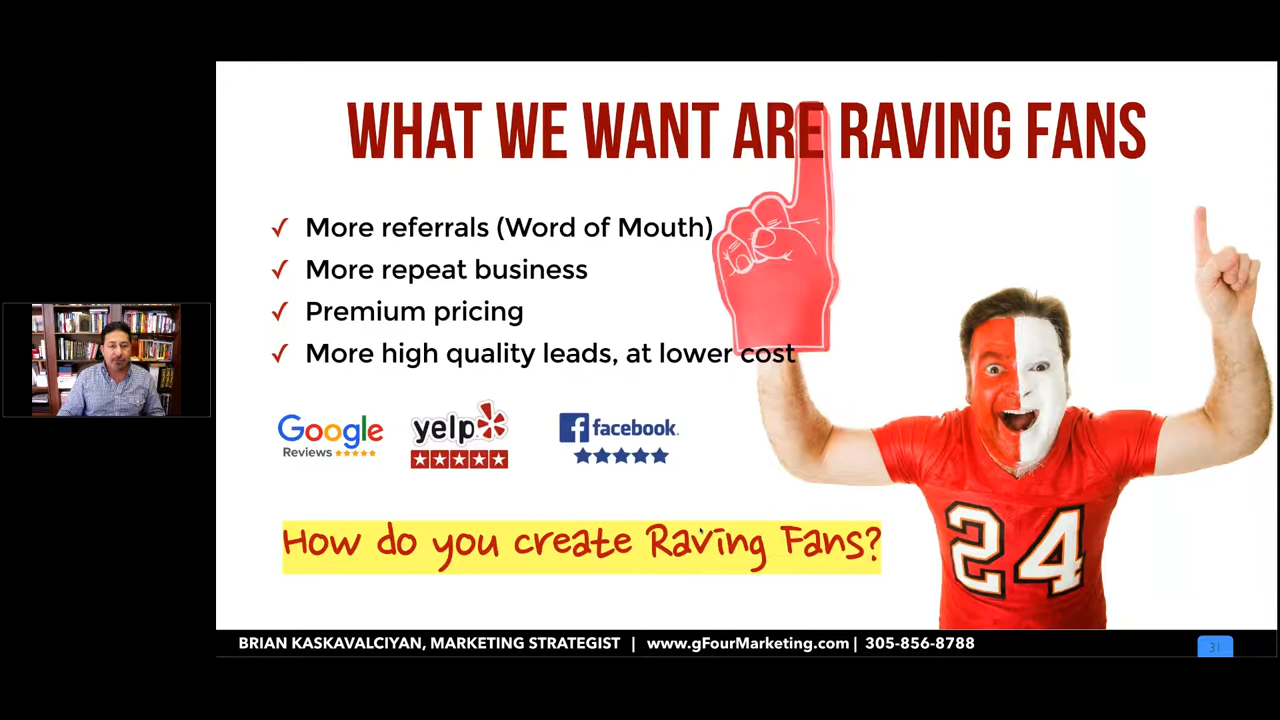 WHAT WE WANT ARE RAVING FANS
✓ More referrals (Word of Mouth)
✓ More repeat business
✓ Premium pricing
✓ More high quality leads, at lower cost
Google
Reviews
yelp
facebook.
How do you create Raving Fans?
24
BRIAN KASKAVALCIYAN, MARKETING STRATEGIST | www.gFourMarketing.com | 305-856-8788
31